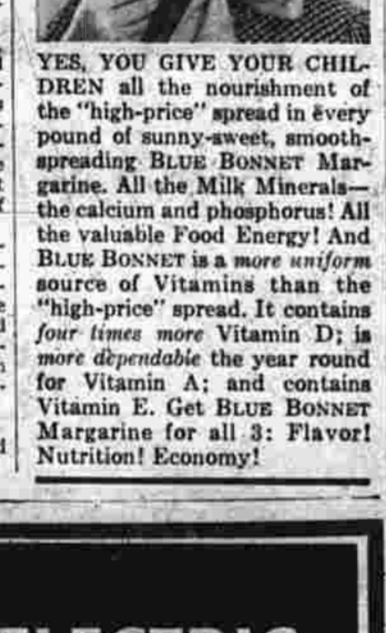 YES, YOU GIVE YOUR CHIL-
DREN all the nourishment of
the "high-price" spread in every
pound of sunny-sweet, smooth-
spreading BLUE BONNET Mar-
garine. All the Milk Minerals—
the calcium and phosphorus! All
the valuable Food Energy! And
BLUE BONNET is a more uniform
source of Vitamins than the
"high-price" spread. It contains
four times more Vitamin D; is
more dependable the year round
for Vitamin A; and contains
Vitamin E. Get BLUE BONNET
Margarine for all 3: Flavor!
Nutrition! Economy!
ELECTRIC